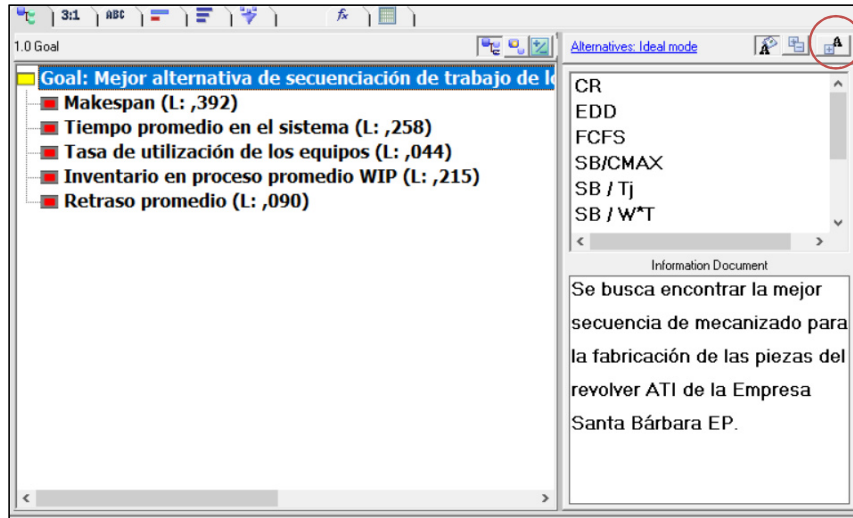 3:1
ABC
fx
1.0 Goal
Alternatives: Ideal mode
A
Goal: Mejor alternativa de secuenciación de trabajo de
Makespan (L: ,392)
Tiempo promedio en el sistema (L: ,258)
Tasa de utilización de los equipos (L: ,044)
Inventario en proceso promedio WIP (L: ,215)
Retraso promedio (L: ,090)
CR
EDD
FCFS
SB/CMAX
SB / Tj
SB / W*T
Information Document
Se busca encontrar la mejor
secuencia de mecanizado para
la fabricación de las piezas del
revolver ATI de la Empresa
Santa Bárbara EP.